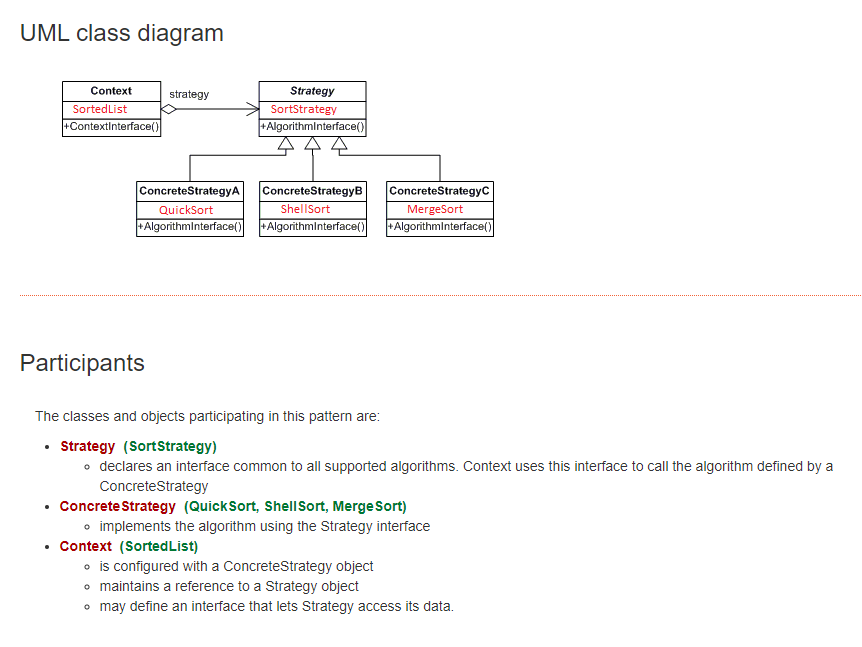 UML class diagram
Context
strategy
Strategy
SortedList
SortStrategy
+ContextInterface()
+AlgorithmInterface()
ConcreteStrategyA
ConcreteStrategyB
ConcreteStrategyC
QuickSort
ShellSort
MergeSort
+AlgorithmInterface()
+AlgorithmInterface()
+AlgorithmInterface()
Participants
The classes and objects participating in this pattern are:
Strategy (SortStrategy)
declares an interface common to all supported algorithms. Context uses this interface to call the algorithm defined by a
ConcreteStrategy
ConcreteStrategy (QuickSort, ShellSort, MergeSort)
implements the algorithm using the Strategy interface
Context (SortedList)
is configured with a ConcreteStrategy object
maintains a reference to a Strategy object
may define an interface that lets Strategy access its data.